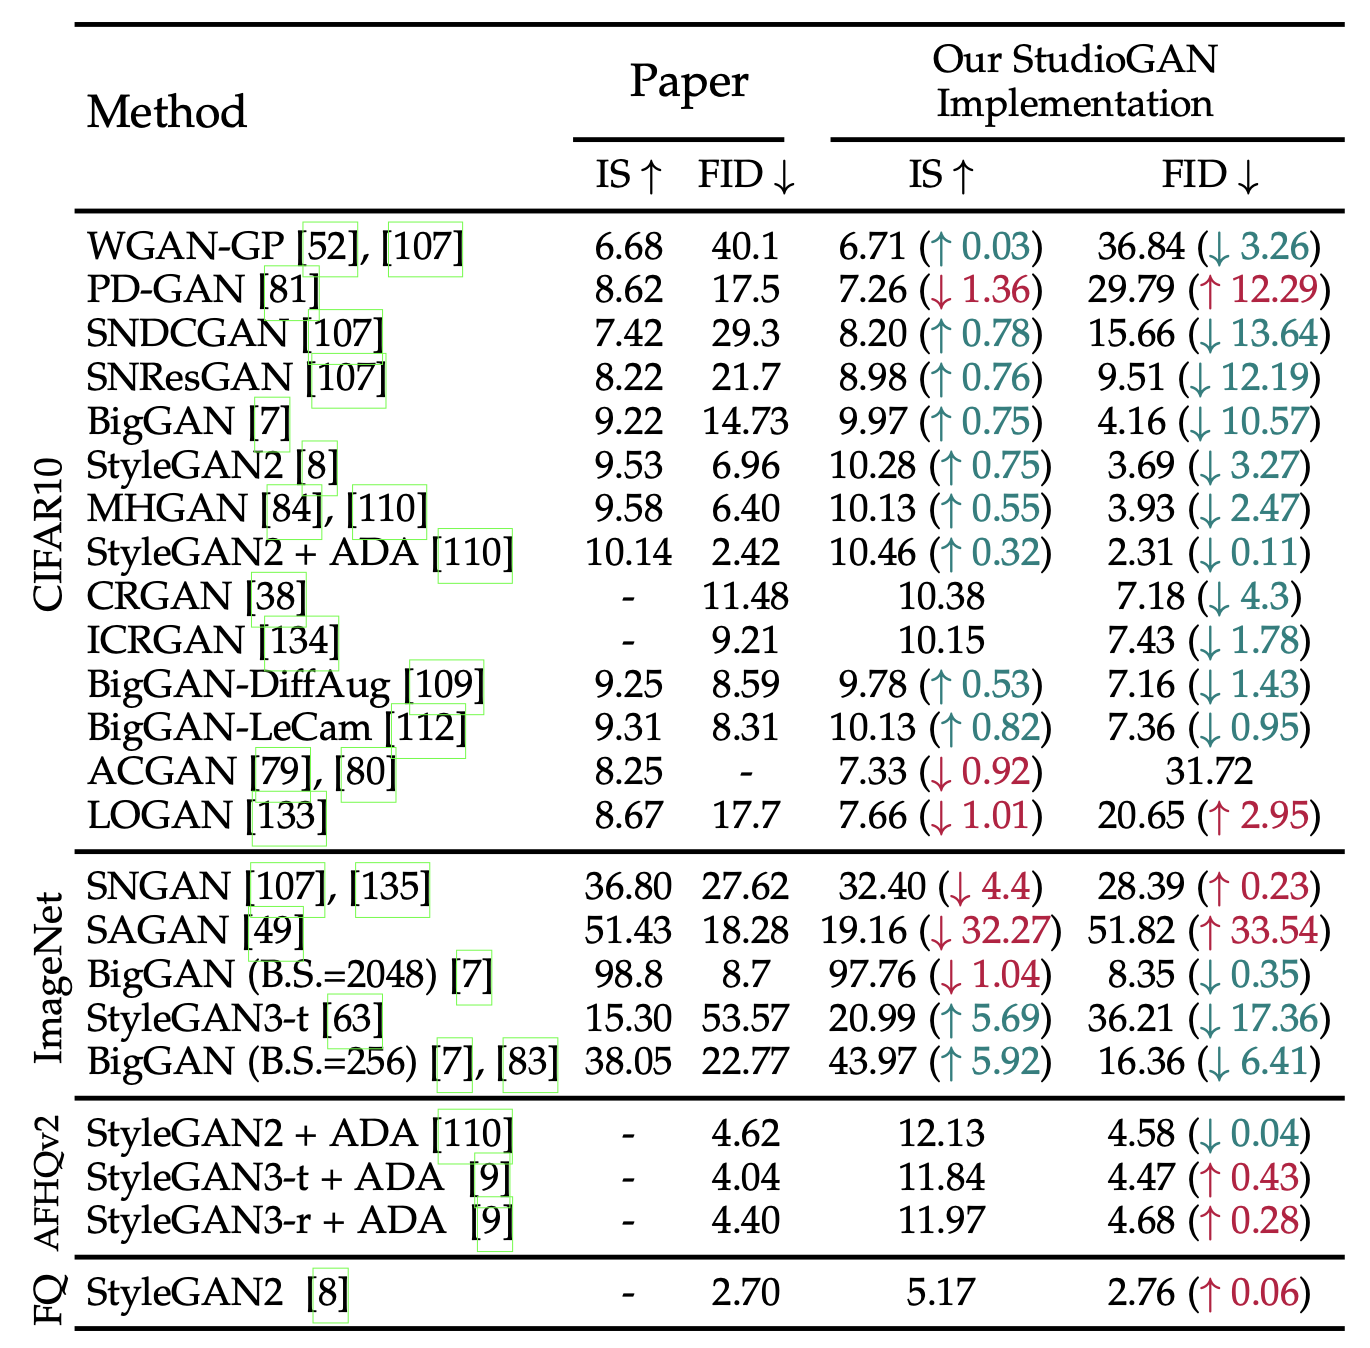 Method Paper Our StudioGAN Implementation
IS ↑ FID ↓ IS ↑ FID ↓
CIFAR10
WGAN-GP [52], [107] 6.68 40.1 6.71 (↑ 0.03) 36.84 (↓ 3.26)
PD-GAN [81] 8.62 17.5 7.26 (↓ 1.36) 29.79 (↑ 12.29)
SNDCGAN [107] 7.42 29.3 8.20 (↑ 0.78) 15.66 (↓ 13.64)
SNResGAN [107] 8.22 21.7 8.98 (↑ 0.76) 9.51 (↓ 12.19)
BigGAN [7] 9.22 14.73 9.97 (↑ 0.75) 4.16 (↓ 10.57)
StyleGAN2 [8] 9.53 6.96 10.28 (↑ 0.75) 3.69 (↓ 3.27)
MHGAN [84], [110] 9.58 6.40 10.13 (↑ 0.55) 3.93 (↓ 2.47)
StyleGAN2 + ADA [110] 10.14 2.42 10.46 (↑ 0.32) 2.31 (↓ 0.11)
CRGAN [38] - 11.48 10.38 7.18 (↓ 4.3)
ICRGAN [134] - 9.21 10.15 7.43 (↓ 1.78)
BigGAN-DiffAug [109] 9.25 8.59 9.78 (↑ 0.53) 7.16 (↓ 1.43)
BigGAN-LeCam [112] 9.31 8.31 10.13 (↑ 0.82) 7.36 (↓ 0.95)
ACGAN [79], [80] 8.25 - 7.33 (↓ 0.92) 31.72
LOGAN [133] 8.67 17.7 7.66 (↓ 1.01) 20.65 (↑ 2.95)
ImageNet
SNGAN [107], [135] 36.80 27.62 32.40 (↓ 4.4) 28.39 (↑ 0.23)
SAGAN [49] 51.43 18.28 19.16 (↓ 32.27) 51.82 (↑ 33.54)
BigGAN (B.S.=2048) [7] 98.8 8.7 97.76 (↓ 1.04) 8.35 (↓ 0.35)
StyleGAN3-t [63] 15.30 53.57 20.99 (↑ 5.69) 36.21 (↓ 17.36)
BigGAN (B.S.=256) [7], [83] 38.05 22.77 43.97 (↑ 5.92) 16.36 (↓ 6.41)
AFHQv2
StyleGAN2 + ADA [110] - 4.62 12.13 4.58 (↓ 0.04)
StyleGAN3-t + ADA [9] - 4.04 11.84 4.47 (↑ 0.43)
StyleGAN3-r + ADA [9] - 4.40 11.97 4.68 (↑ 0.28)
FQ
StyleGAN2 [8] - 2.70 5.17 2.76 (↑ 0.06)